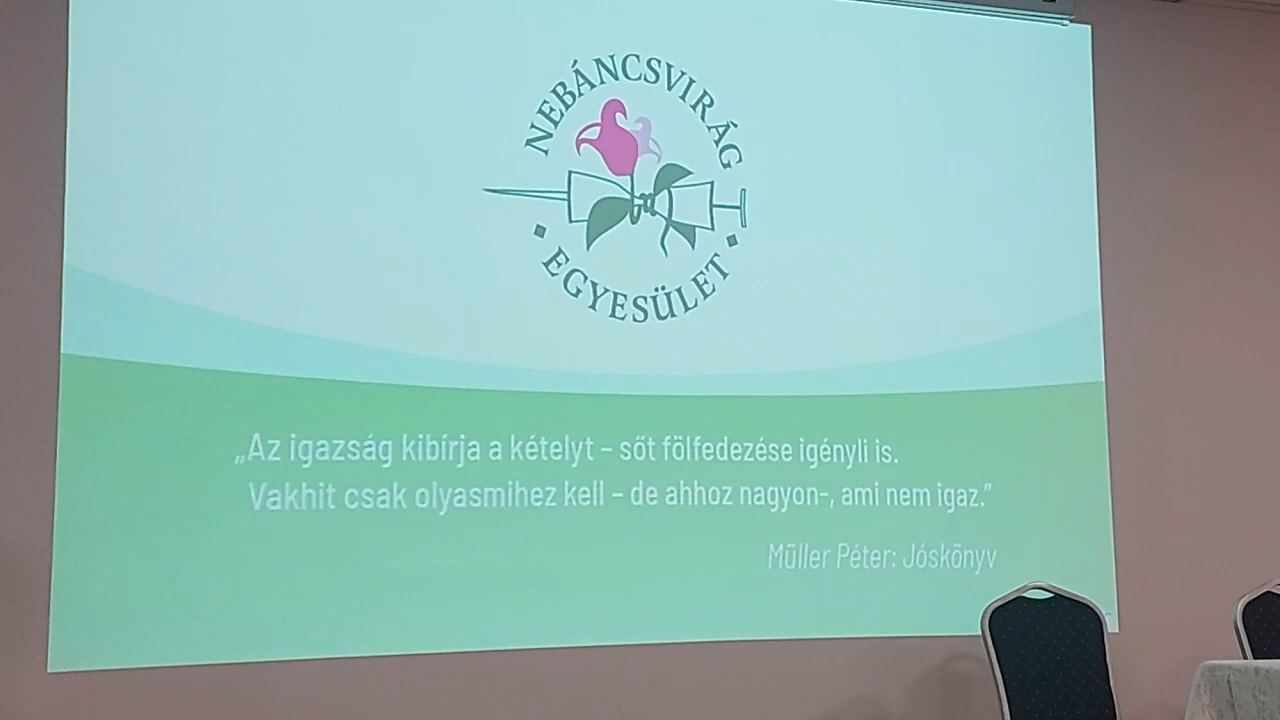 NEBÁNCSVIRÁG
EGYESÜLET
„Az igazság kibírja a kételyt – sőt fölfedezése igényli is.
Vakhit csak olyasmihez kell – de ahhoz nagyon-, ami nem igaz.”
Müller Péter: Jóskönyv